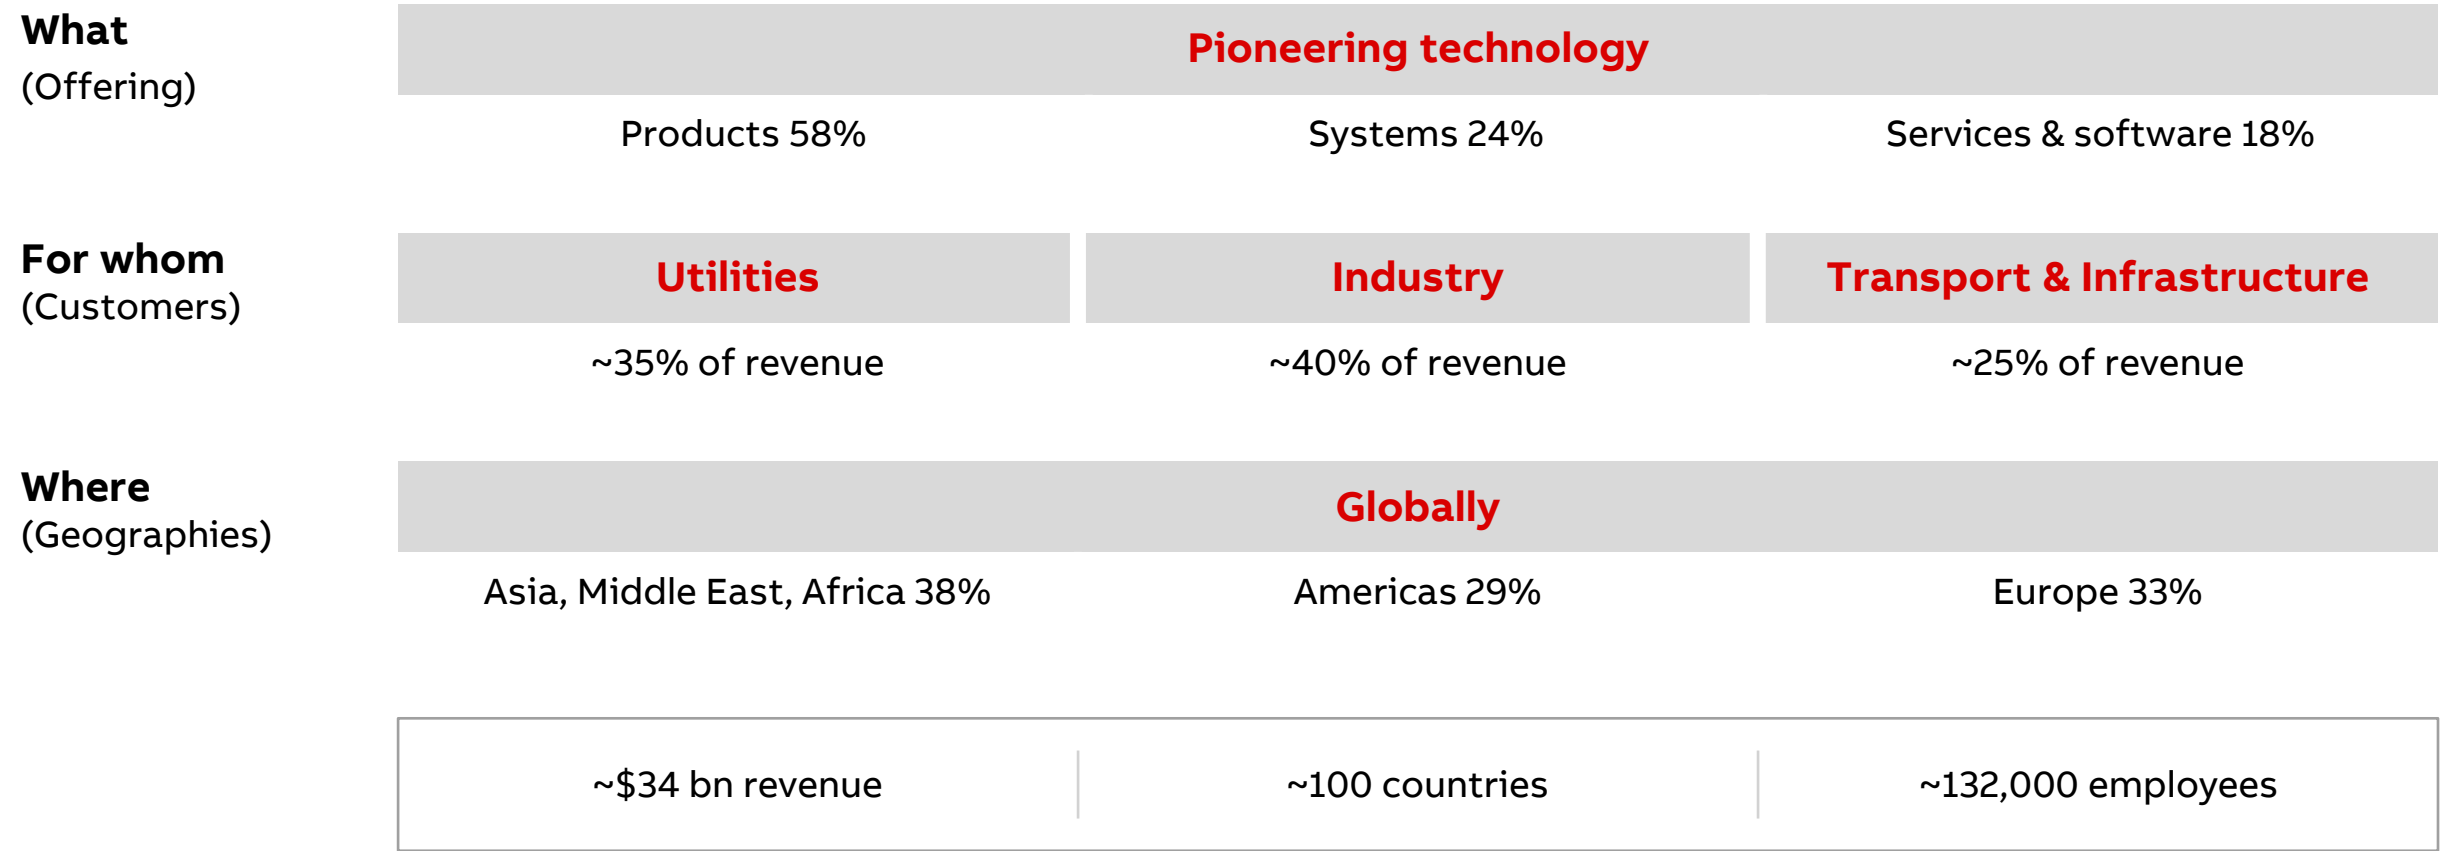 What
(Offering)
Pioneering technology
Products 58%
Systems 24%
Services & software 18%
For whom
(Customers)
Utilities
Industry
Transport & Infrastructure
~35% of revenue
~40% of revenue
~25% of revenue
Where
(Geographies)
Globally
Asia, Middle East, Africa 38%
Americas 29%
Europe 33%
~$34 bn revenue
~100 countries
~132,000 employees